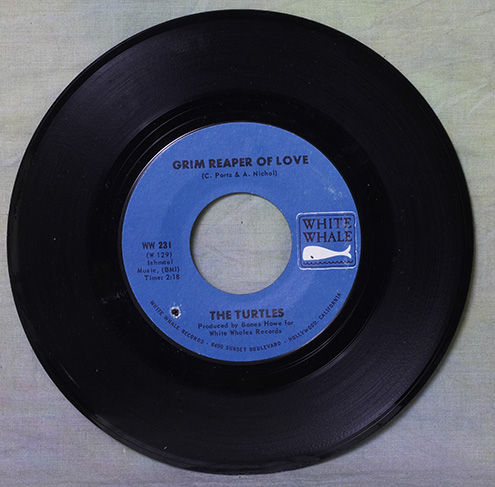 GRIM REAPER OF LOVE
(C. Portz & A. Nichol)
WHITE
WHALE
WW 231
(W 129)
Ishmael
Music, (BMI)
Time: 2:18
THE TURTLES
Produced by Bones Howe for
White Whale Records
WHITE WHALE RECORDS - 8490 SUNSET BOULEVARD - HOLLYWOOD, CALIFORNIA